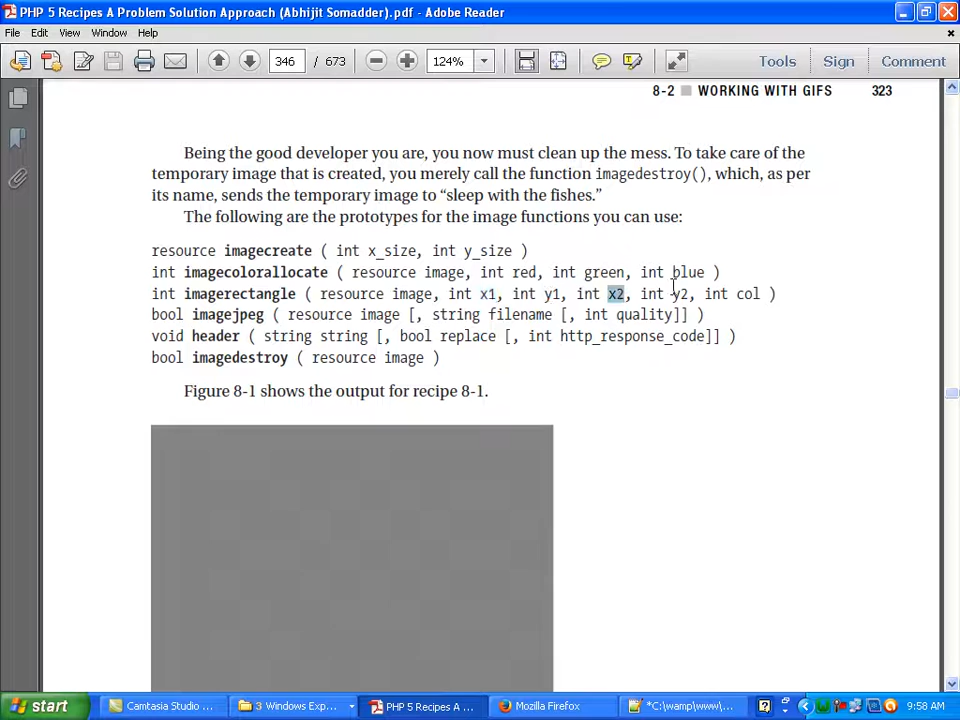 PHP 5 Recipes A Problem Solution Approach (Abhijit Somadder).pdf - Adobe Reader
File Edit View Window Help
346 / 673 124% Tools Sign Comment
8-2 WORKING WITH GIFS 323
Being the good developer you are, you now must clean up the mess. To take care of the
temporary image that is created, you merely call the function imagedestroy(), which, as per
its name, sends the temporary image to “sleep with the fishes.”
The following are the prototypes for the image functions you can use:
resource imagecreate ( int x_size, int y_size )
int imagecolorallocate ( resource image, int red, int green, int blue )
int imagerectangle ( resource image, int x1, int y1, int x2, int y2, int col )
bool imagejpeg ( resource image [, string filename [, int quality]] )
void header ( string string [, bool replace [, int http_response_code]] )
bool imagedestroy ( resource image )
Figure 8-1 shows the output for recipe 8-1.
start Camtasia Studio ... 3 Windows Exp... PHP 5 Recipes A ... Mozilla Firefox *C:\wamp\www\... 9:58 AM